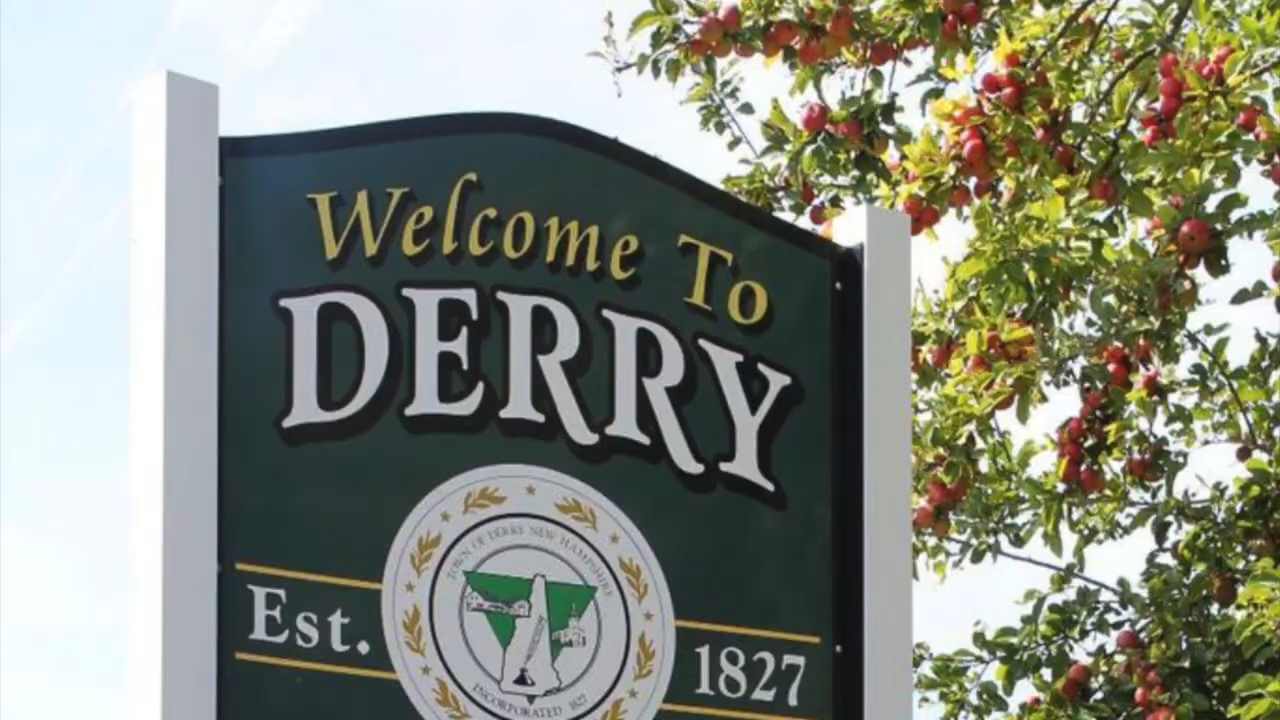 Welcome To
DERRY
TOWN OF DERRY NEW HAMPSHIRE
Est.
1827
INCORPORATED 1827